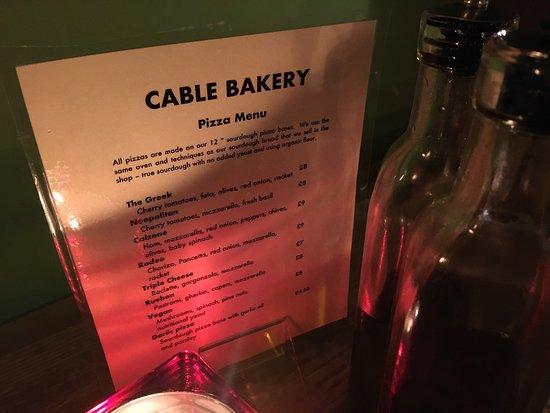 CABLE BAKERY
Pizza Menu
All pizzas are made on our 12 " sourdough pizza bases. We use the
same oven and techniques as our sourdough bread that we sell in the
shop – true sourdough with no added yeast and using organic flour.
The Greek £8
Cherry tomatoes, feta, olives, red onion, rocket
Neopolitan £8
Cherry tomatoes, mozzarella, fresh basil
Calzone £9
Ham, mozzarella, red onion, peppers, chives,
olives, baby spinach
Rodeo £9
Chorizo, Pancetta, red onion, mozzarella,
rocket
Triple Cheese £7
Raclette, gorgonzola, mozzarella
Rueben £8
Pastrami, gherkin, capers, mozzarella
Vegan £8
Mushrooms, spinach, pine nuts,
nutritional yeast
Garlic pizza £4.50
Sourdough pizza base with garlic oil
and parsley